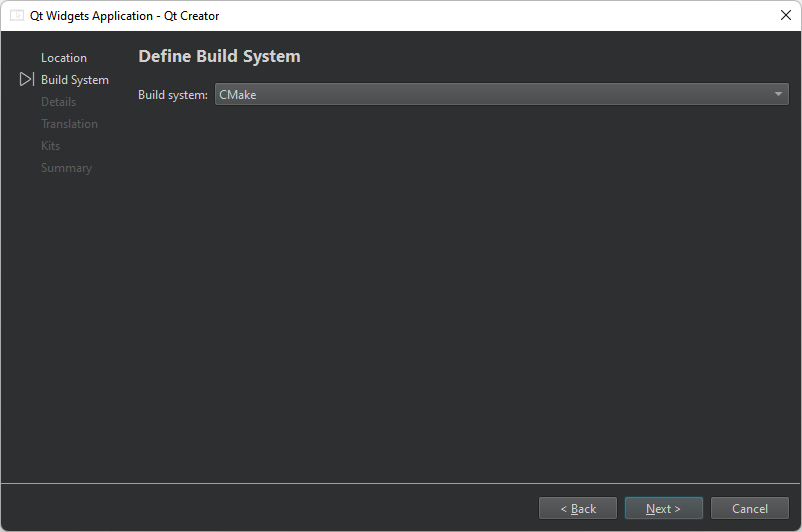 Qt Widgets Application - Qt Creator
Location
Build System
Details
Translation
Kits
Summary
Define Build System
Build system: CMake
< Back Next > Cancel